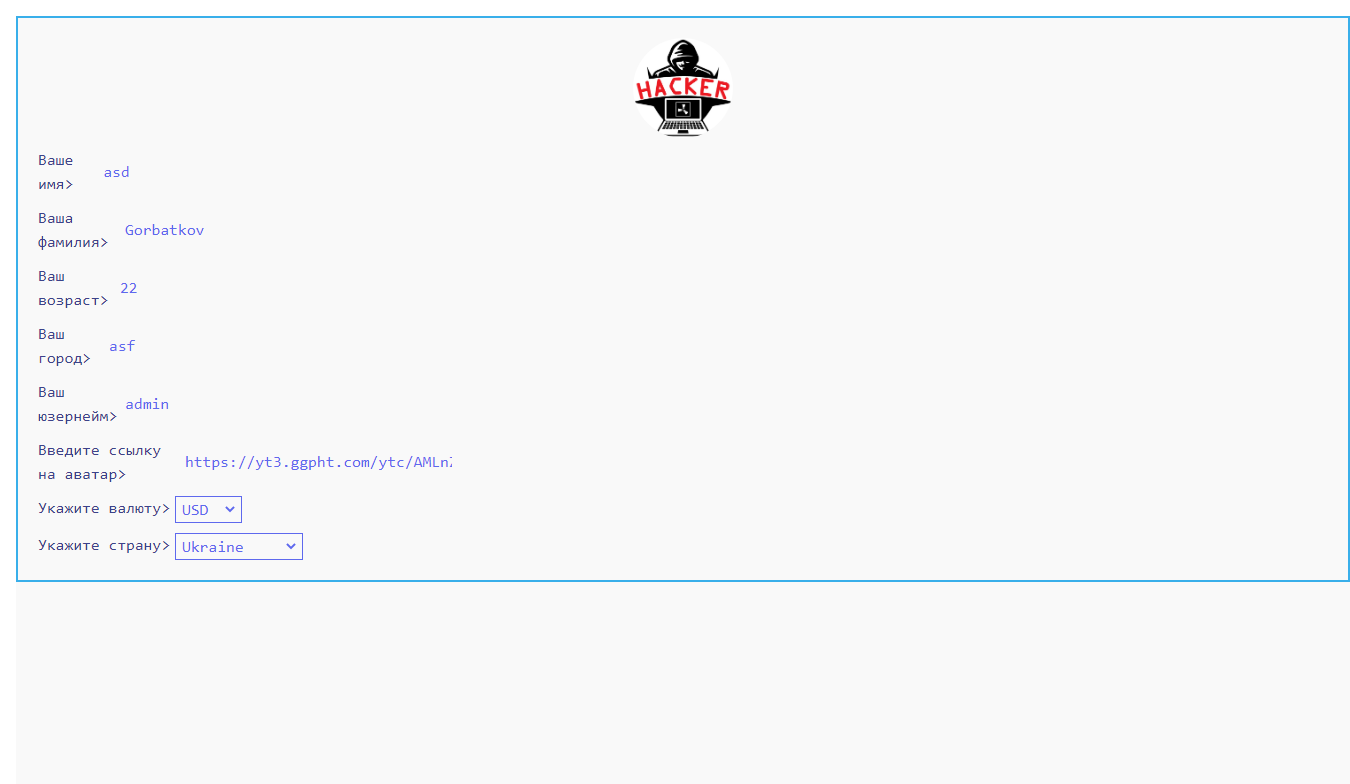 HACKER
Ваше
имя> asd
Ваша
фамилия> Gorbatkov
Ваш
возраст> 22
Ваш
город> asf
Ваш
юзернейм> admin
Введите ссылку
на аватар> https://yt3.ggpht.com/ytc/AMLn
Укажите валюту> USD
Укажите страну> Ukraine